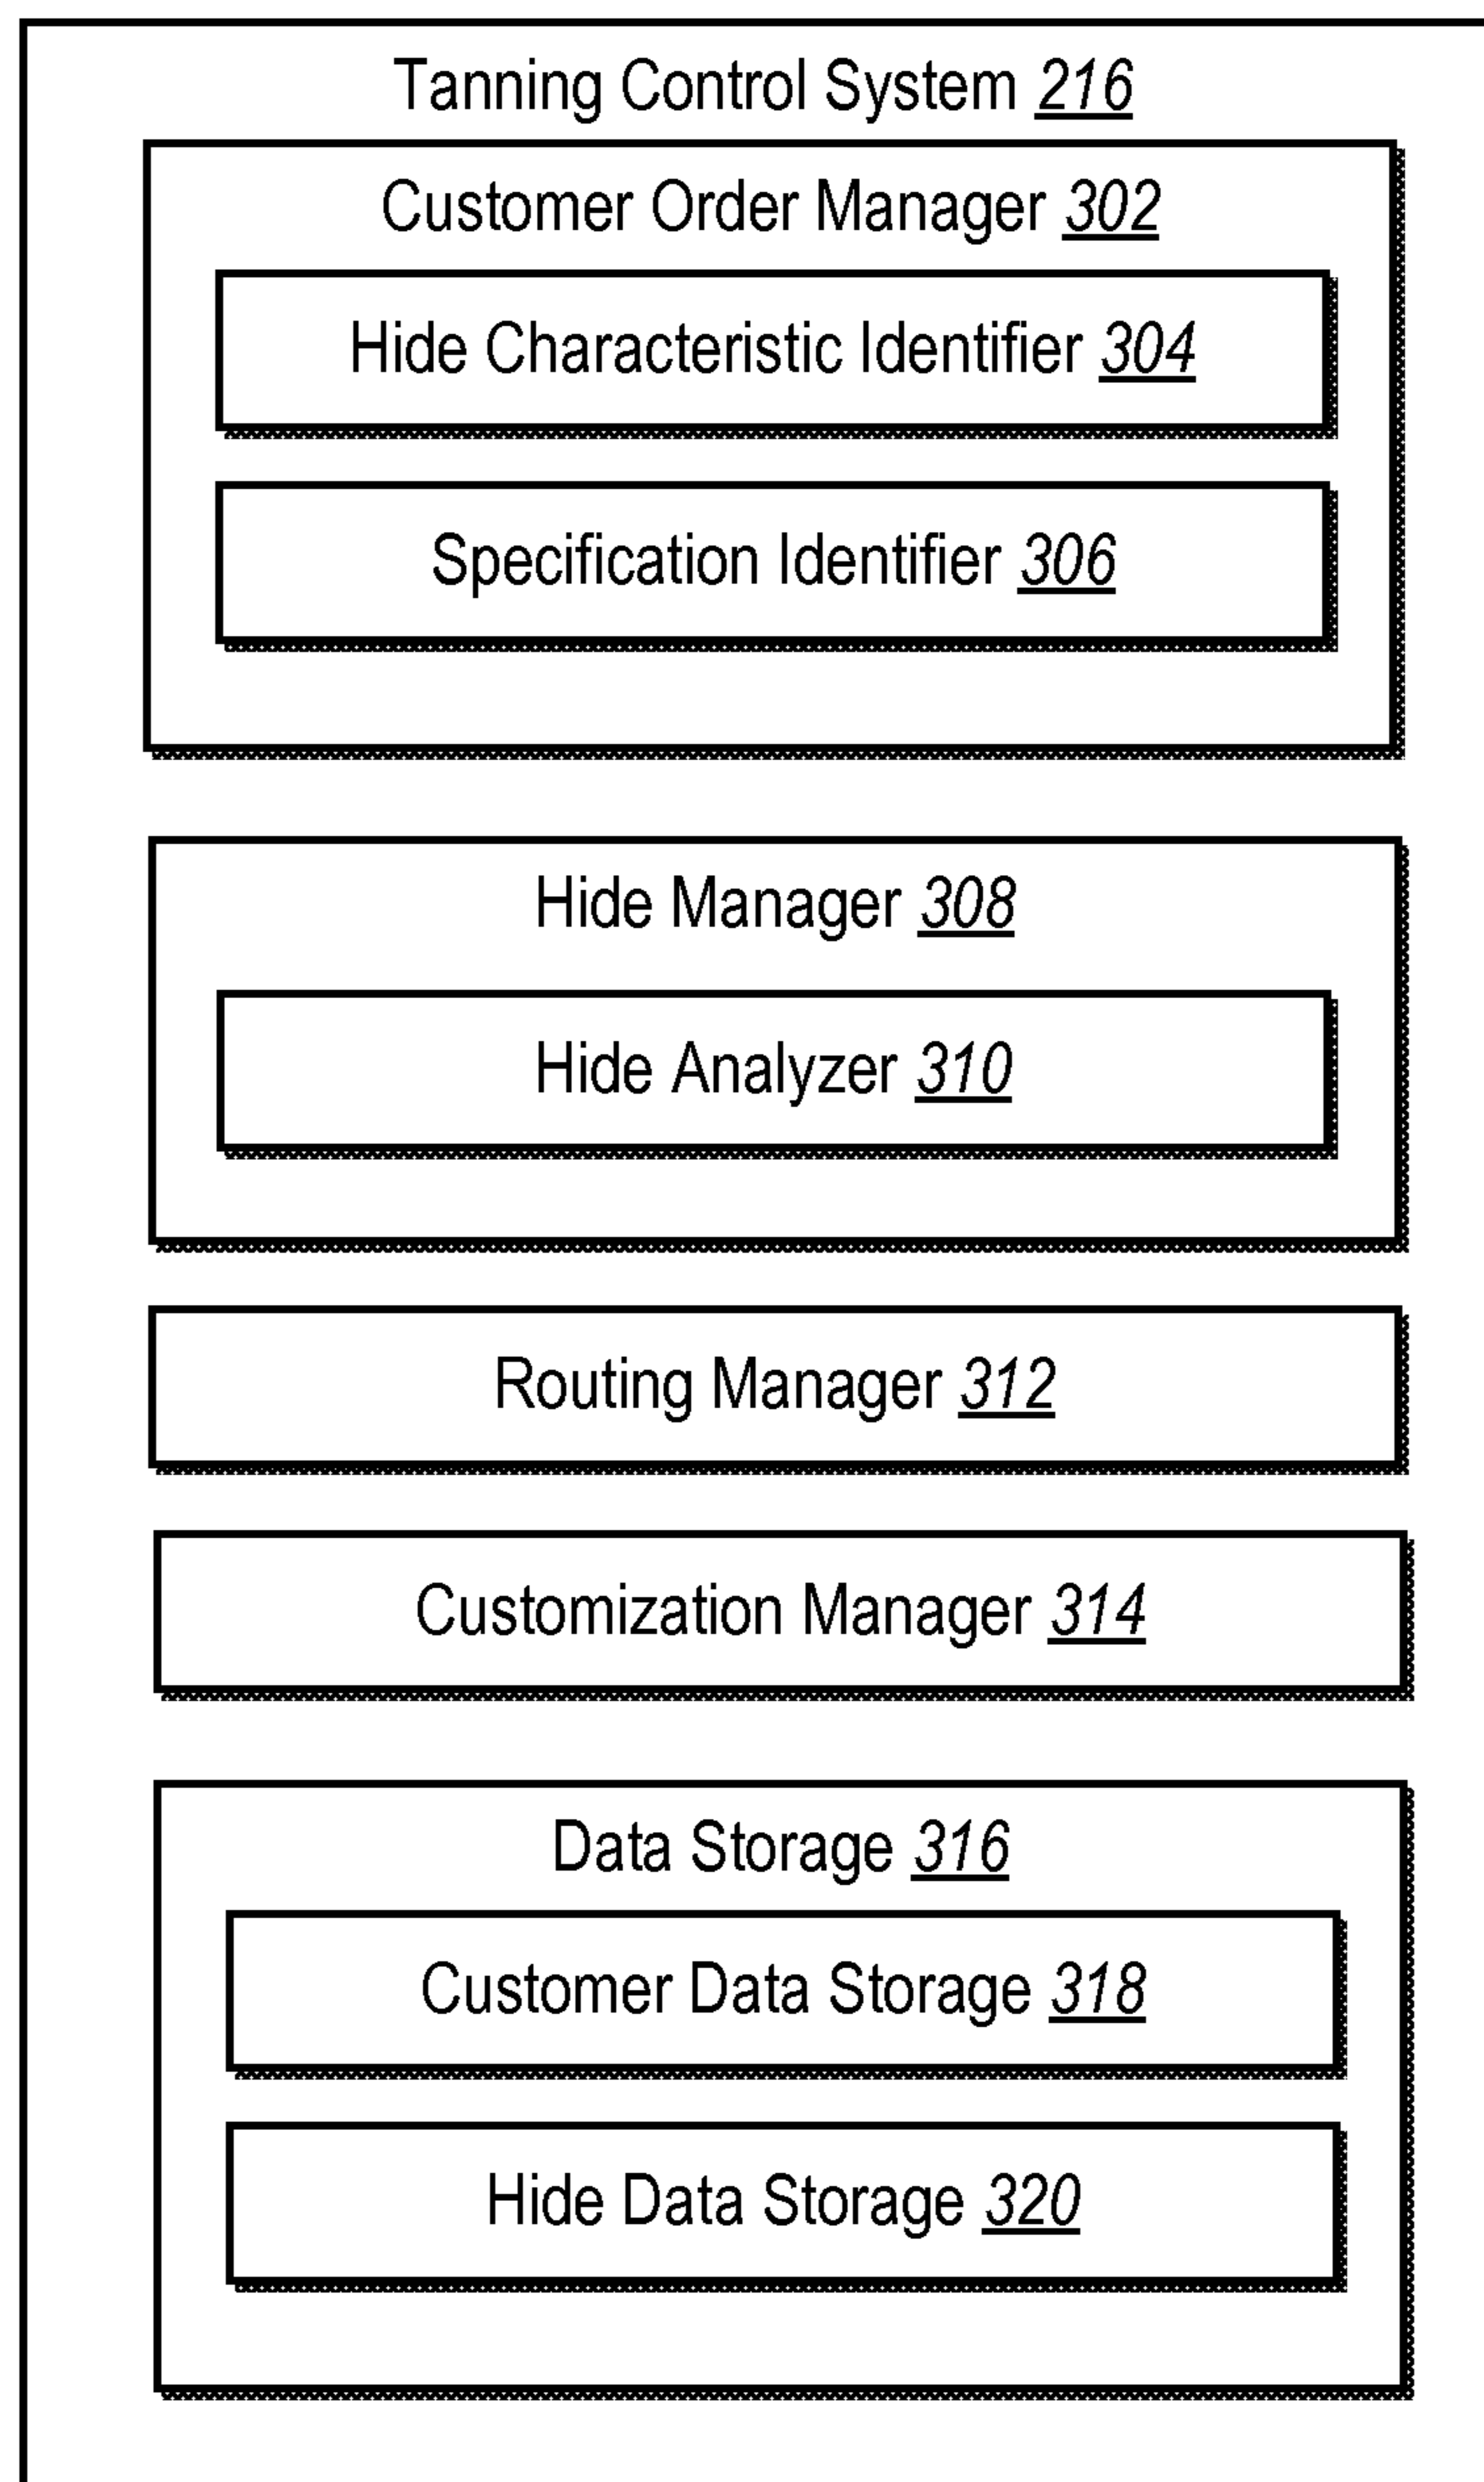 Tanning Control System 216
Customer Order Manager 302
Hide Characteristic Identifier 304
Specification Identifier 306
Hide Manager 308
Hide Analyzer 310
Routing Manager 312
Customization Manager 314
Data Storage 316
Customer Data Storage 318
Hide Data Storage 320